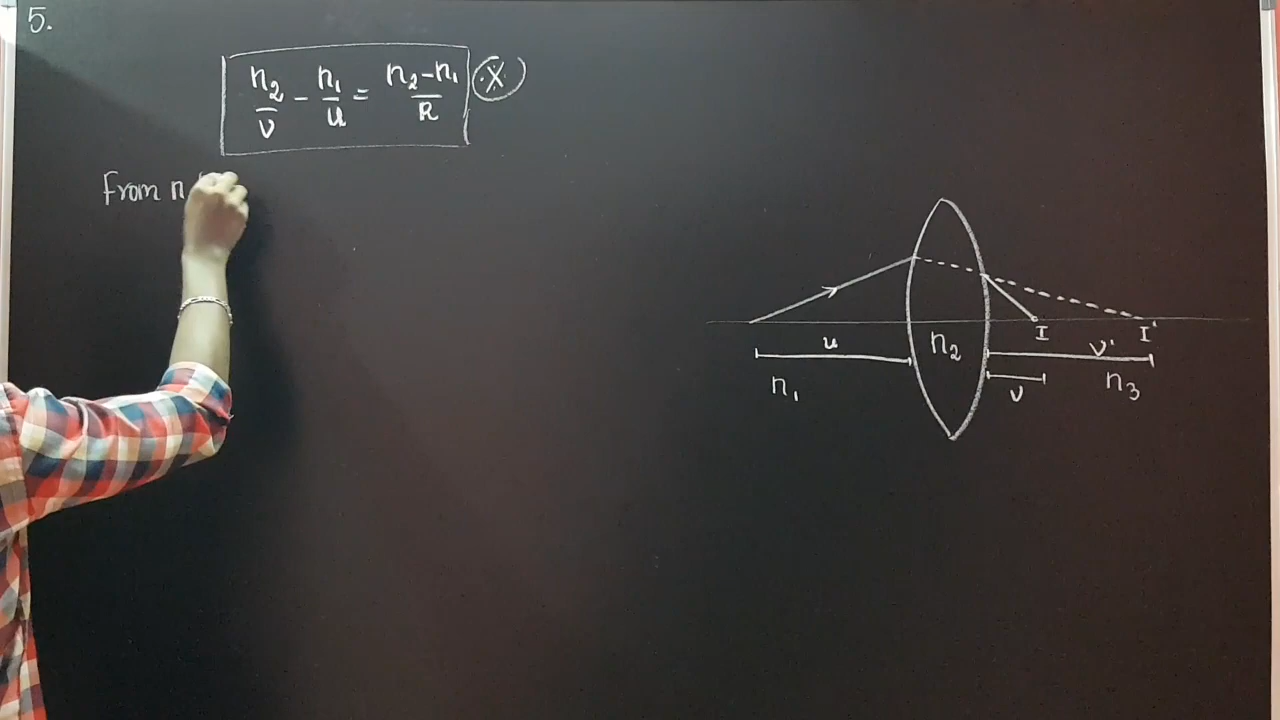 5.
n₂/v − n₁/u = (n₂−n₁)/R (X)
From n
u
n₂
I
I'
v'
n₁
v
n₃